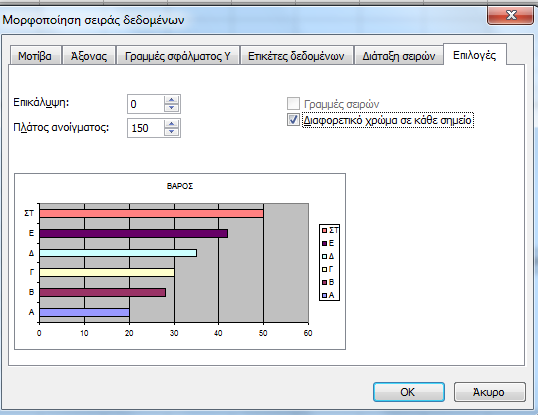 Μορφοποίηση σειράς δεδομένων
Μοτίβα Άξονας Γραμμές σφάλματος Υ Ετικέτες δεδομένων Διάταξη σειρών Επιλογές
Επικάλυψη: 0 Γραμμές σειρών
Πλάτος ανοίγματος: 150 Διαφορετικό χρώμα σε κάθε σημείο
ΒΑΡΟΣ
ΣΤ
Ε
Δ
Γ
Β
Α
0 10 20 30 40 50 60
ΣΤ
Ε
Δ
Γ
Β
Α
OK Άκυρο